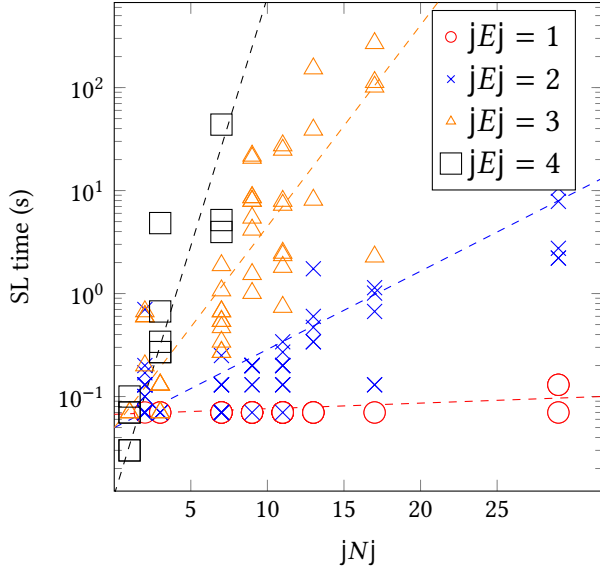 10^2
10^1
10^0
10^{-1}
SL time (s)
5
10
15
20
25
30
jNj
jEj = 1
jEj = 2
jEj = 3
jEj = 4